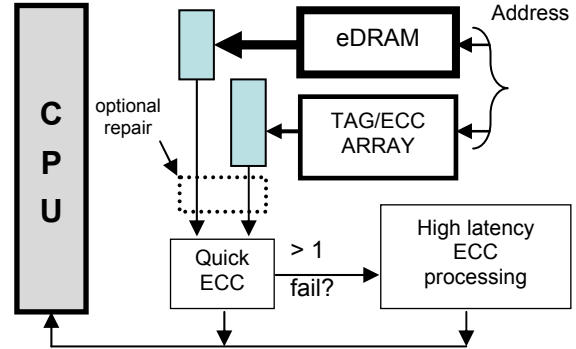 Address
eDRAM
C
P
U
optional
repair
TAG/ECC
ARRAY
Quick
ECC
> 1
fail?
High latency
ECC
processing